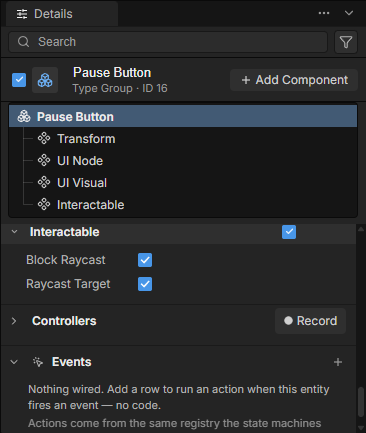 Details
Search
Pause Button
Type Group · ID 16
+ Add Component
Pause Button
Transform
UI Node
UI Visual
Interactable
Interactable
Block Raycast
Raycast Target
Controllers
Record
Events
Nothing wired. Add a row to run an action when this entity
fires an event — no code.
Actions come from the same registry the state machines